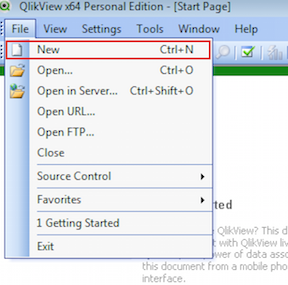 QlikView x64 Personal Edition - [Start Page]
File View Settings Tools Window Help
New Ctrl+N
Open... Ctrl+O
Open in Server... Ctrl+Shift+O
Open URL...
Open FTP...
Close
Source Control
Favorites
1 Getting Started
Exit
ted
QlikView? This d
t with QlikView liv
wer of data asso
this document from a mobile pho
interface.